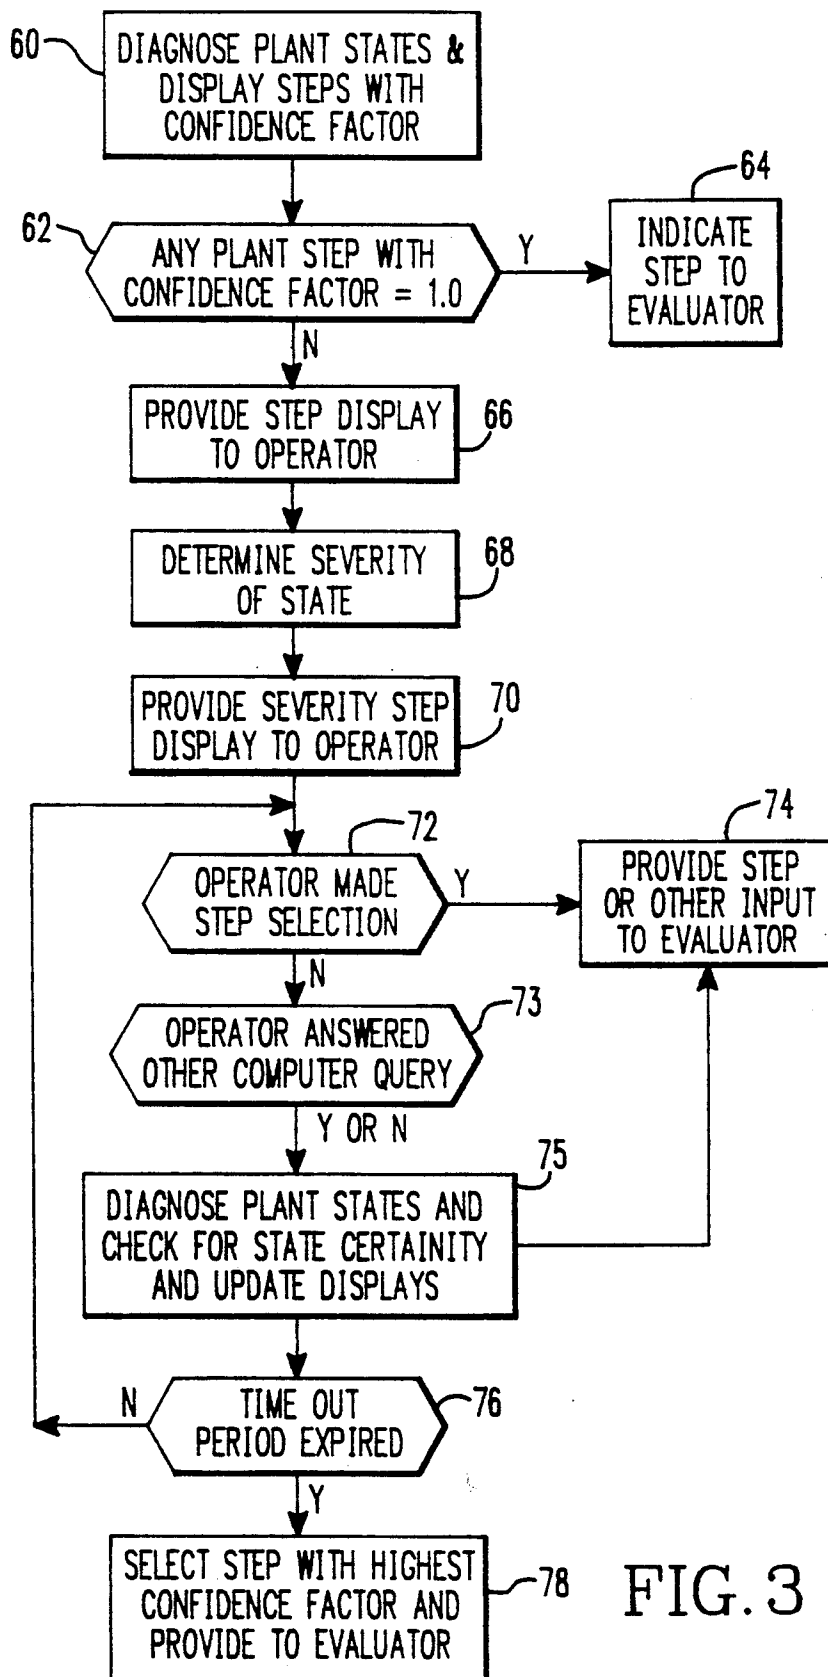 60
DIAGNOSE PLANT STATES &
DISPLAY STEPS WITH
CONFIDENCE FACTOR
62
ANY PLANT STEP WITH
CONFIDENCE FACTOR = 1.0
Y
64
INDICATE
STEP TO
EVALUATOR
N
PROVIDE STEP DISPLAY
TO OPERATOR
66
DETERMINE SEVERITY
OF STATE
68
PROVIDE SEVERITY STEP
DISPLAY TO OPERATOR
70
72
OPERATOR MADE
STEP SELECTION
Y
74
PROVIDE STEP
OR OTHER INPUT
TO EVALUATOR
N
73
OPERATOR ANSWERED
OTHER COMPUTER QUERY
Y OR N
75
DIAGNOSE PLANT STATES AND
CHECK FOR STATE CERTAINITY
AND UPDATE DISPLAYS
N
TIME OUT
PERIOD EXPIRED
76
Y
SELECT STEP WITH HIGHEST
CONFIDENCE FACTOR AND
PROVIDE TO EVALUATOR
78
FIG. 3